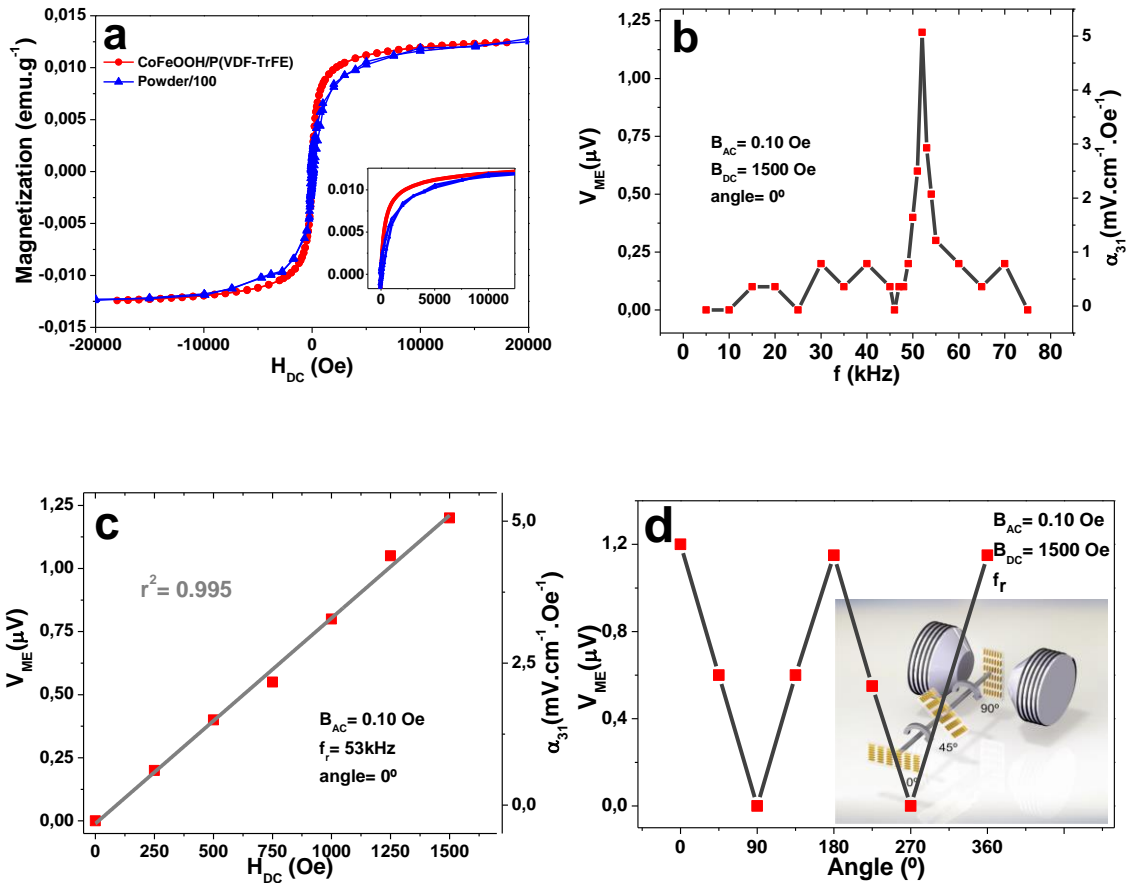 a
0,015
0,010
0,005
0,000
-0,005
-0,010
-0,015
Magnetization (emu.g⁻¹)
CoFeOOH/P(VDF-TrFE)
Powder/100
0.010
0.005
0.000
0 5000 10000
-20000 -10000 0 10000 20000
H_DC (Oe)
b
1,25
1,00
0,75
0,50
0,25
0,00
V_ME(μV)
B_AC= 0.10 Oe
B_DC= 1500 Oe
angle= 0º
5
4
3
2
1
0
α_31(mV.cm⁻¹.Oe⁻¹)
0 10 20 30 40 50 60 70 80
f (kHz)
c
1,25
1,00
0,75
0,50
0,25
0,00
V_ME(μV)
r²= 0.995
B_AC= 0.10 Oe
f_r= 53kHz
angle= 0º
5,0
2,5
0,0
α_31(mV.cm⁻¹.Oe⁻¹)
0 250 500 750 1000 1250 1500
H_DC (Oe)
d
1,2
0,8
0,4
0,0
V_ME(μV)
B_AC= 0.10 Oe
B_DC= 1500 Oe
f_r
90º
45º
0º
0 90 180 270 360
Angle (º)